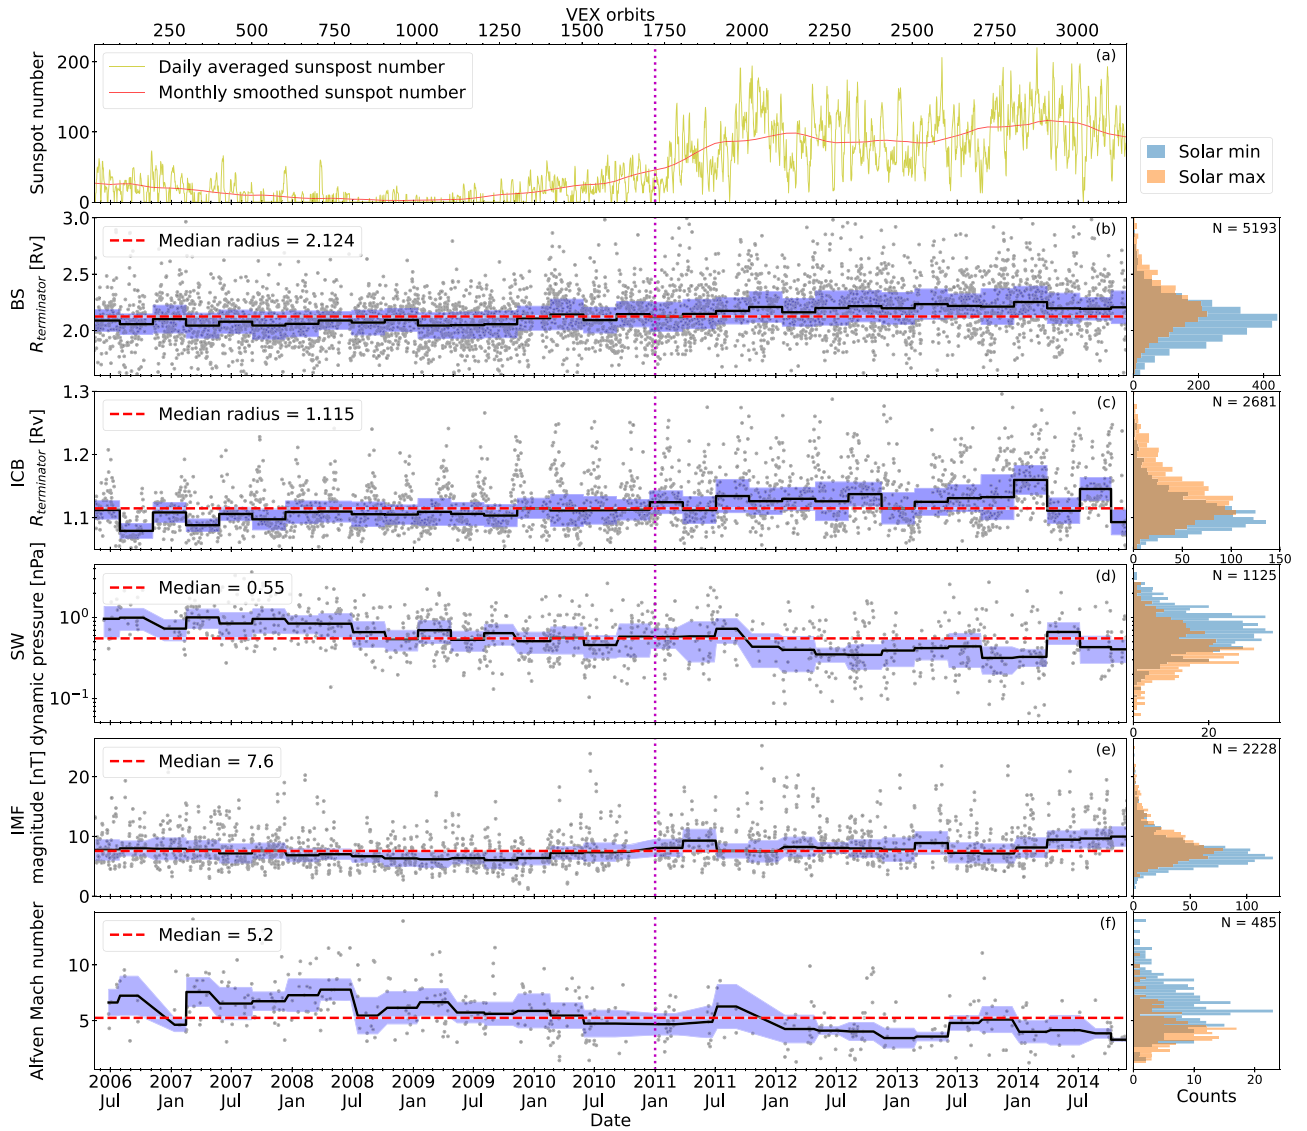 VEX orbits
250 500 750 1000 1250 1500 1750 2000 2250 2500 2750 3000
Sunspot number
200
100
0
Daily averaged sunspost number
Monthly smoothed sunspot number
(a)
Solar min
Solar max
BS
R_terminator [Rv]
3.0
2.5
2.0
Median radius = 2.124
(b)
N = 5193
0 200 400
ICB
R_terminator [Rv]
1.3
1.2
1.1
Median radius = 1.115
(c)
N = 2681
0 50 100 150
SW
dynamic pressure [nPa]
10^0
10^−1
Median = 0.55
(d)
N = 1125
0 20
IMF
magnitude [nT]
20
10
0
Median = 7.6
(e)
N = 2228
0 50 100
Alfven Mach number
10
5
Median = 5.2
(f)
N = 485
0 10 20
Counts
2006 2007 2007 2008 2008 2009 2009 2010 2010 2011 2011 2012 2012 2013 2013 2014 2014
Jul Jan Jul Jan Jul Jan Jul Jan Jul Jan Jul Jan Jul Jan Jul Jan Jul
Date